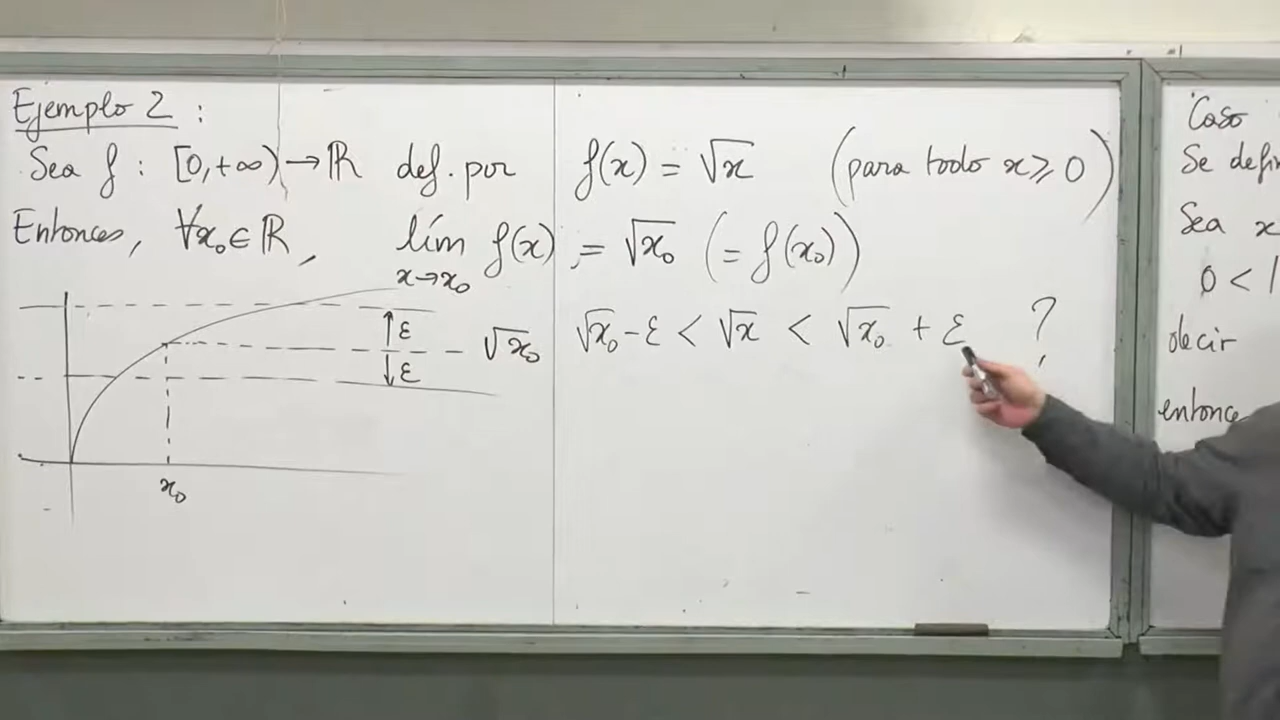 Ejemplo 2 :
Sea f : [0,+∞) → ℝ def. por f(x) = √x (para todo x ⩾ 0)
Entonces, ∀x₀ ∈ ℝ, lím f(x) = √x₀ (= f(x₀))
x→x₀
ε
√x₀
ε
x₀
√x₀ - ε < √x < √x₀ + ε ?
Caso
Se defin
Sea x
0 < |
decir
entonce